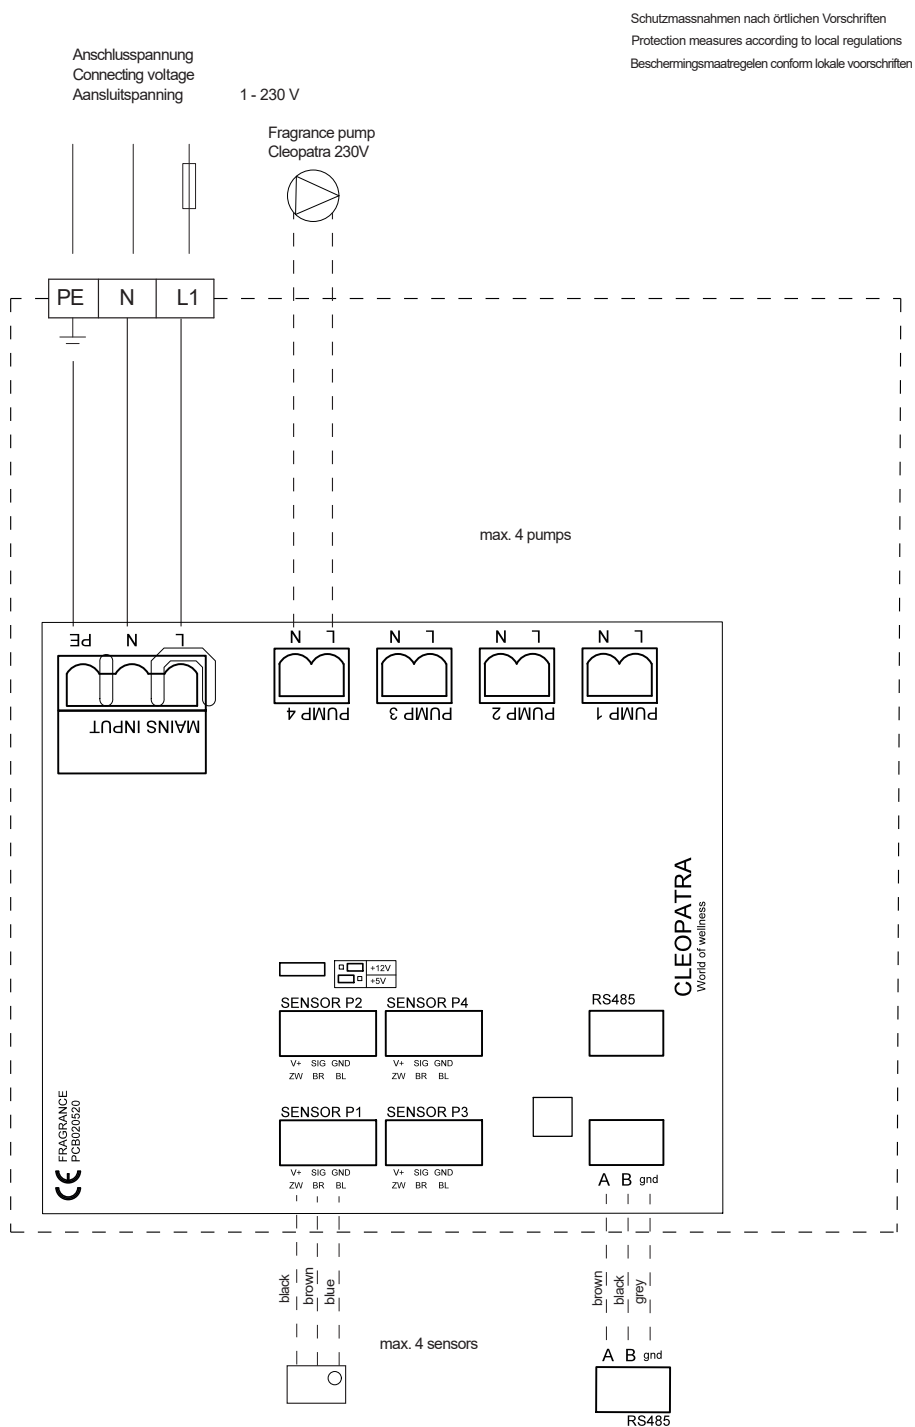 Schutzmassnahmen nach örtlichen Vorschriften
Protection measures according to local regulations
Beschermingsmaatregelen conform lokale voorschriften
Anschlusspannung
Connecting voltage
Aansluitspanning 1 - 230 V
Fragrance pump
Cleopatra 230V
PE N L1
max. 4 pumps
PE N L
N L N L N L N L
MAINS INPUT
PUMP 4 PUMP 3 PUMP 2 PUMP 1
CLEOPATRA
World of wellness
+12V
+5V
SENSOR P2 SENSOR P4 RS485
V+ SIG GND V+ SIG GND
ZW BR BL ZW BR BL
FRAGRANCE
PCB020520
CE
SENSOR P1 SENSOR P3
V+ SIG GND V+ SIG GND
ZW BR BL ZW BR BL
A B gnd
black brown blue
brown black grey
max. 4 sensors
A B gnd
RS485